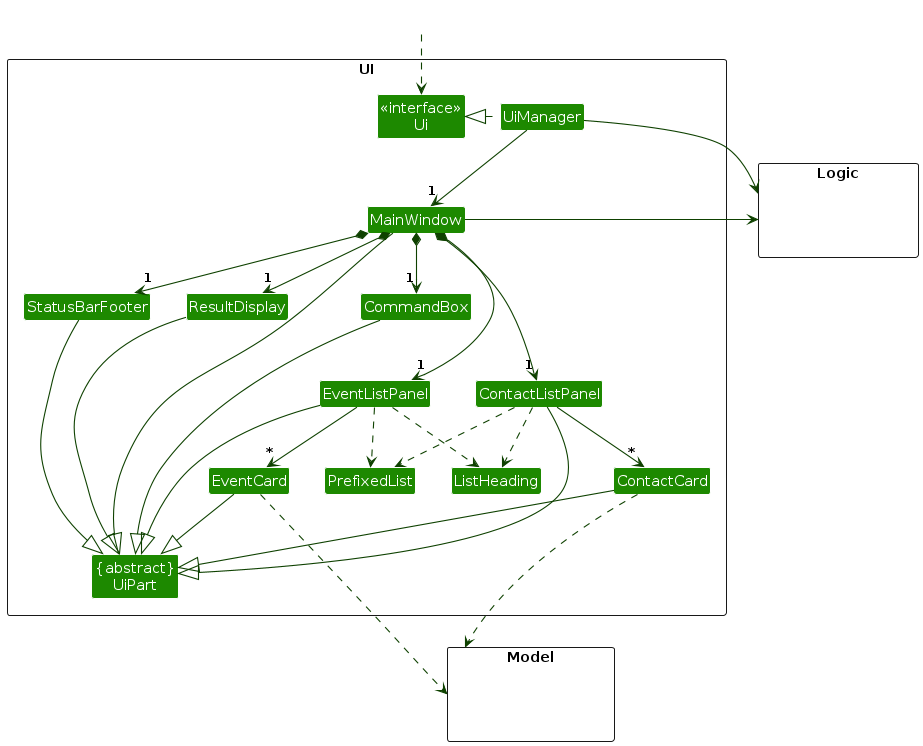 UI
«interface»
Ui
UiManager
Logic
1
MainWindow
1
1
1
StatusBarFooter
ResultDisplay
CommandBox
1
1
EventListPanel
ContactListPanel
*
*
EventCard
PrefixedList
ListHeading
ContactCard
{abstract}
UiPart
Model